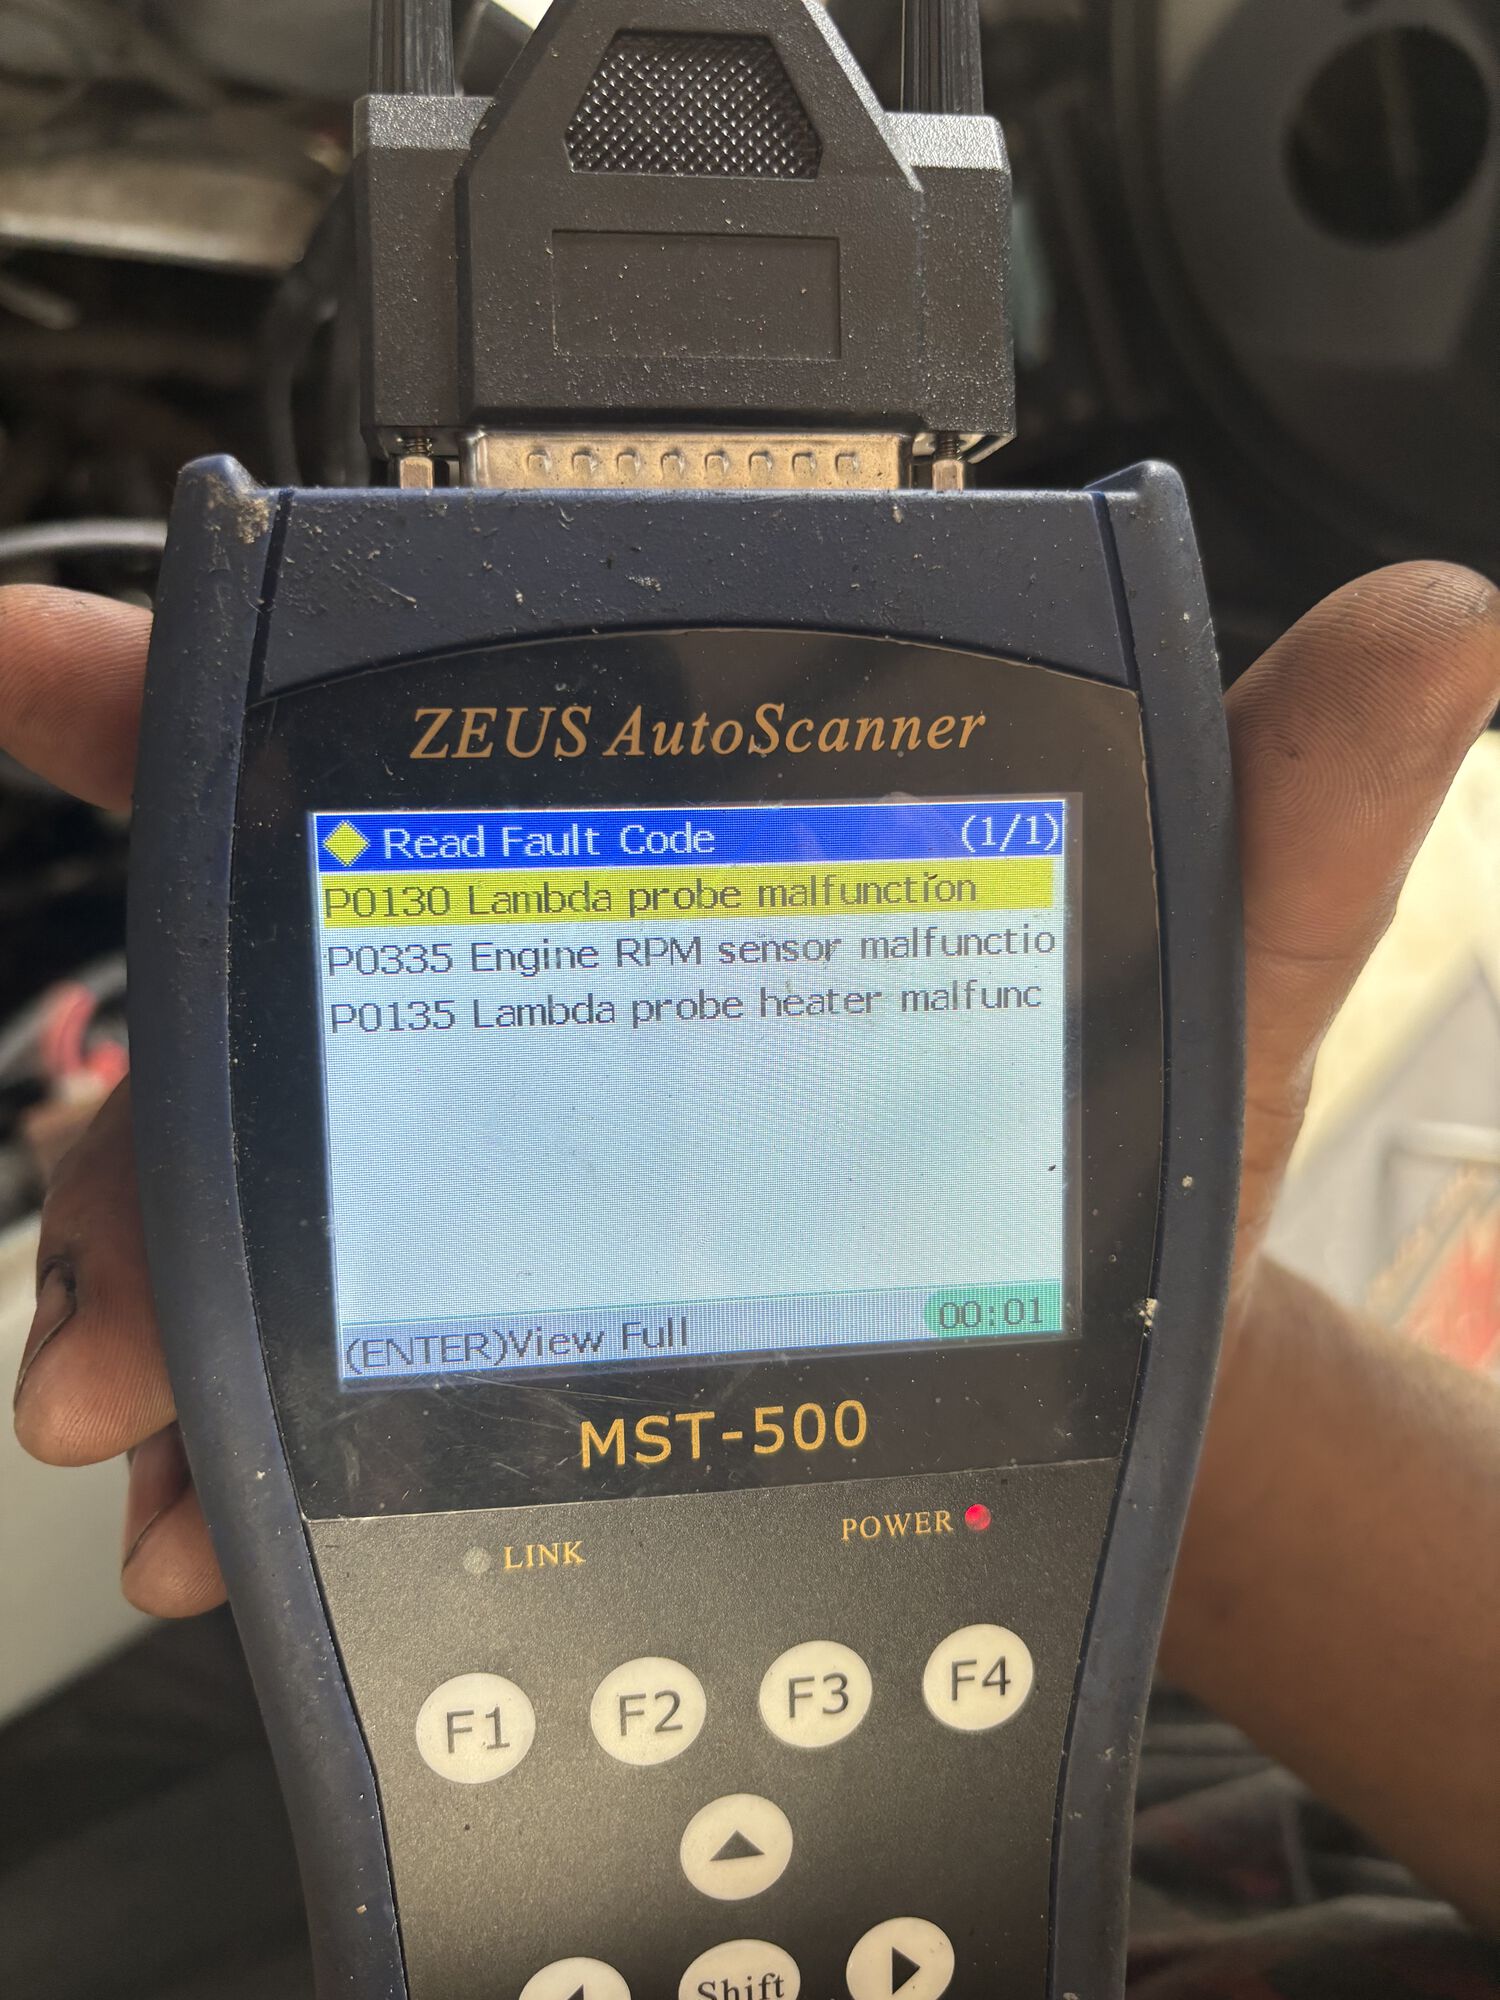 ZEUS AutoScanner
Read Fault Code (1/1)
P0130 Lambda probe malfunction
P0335 Engine RPM sensor malfunctio
P0135 Lambda probe heater malfunc
(ENTER)View Full 00:01
MST-500
LINK POWER
F1 F2 F3 F4
Shift